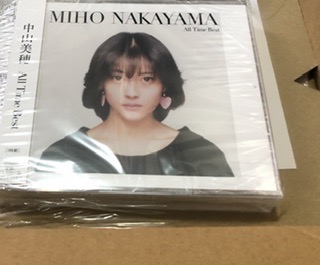 MIHO NAKAYAMA
All Time Best
中山美穂 All Time Best